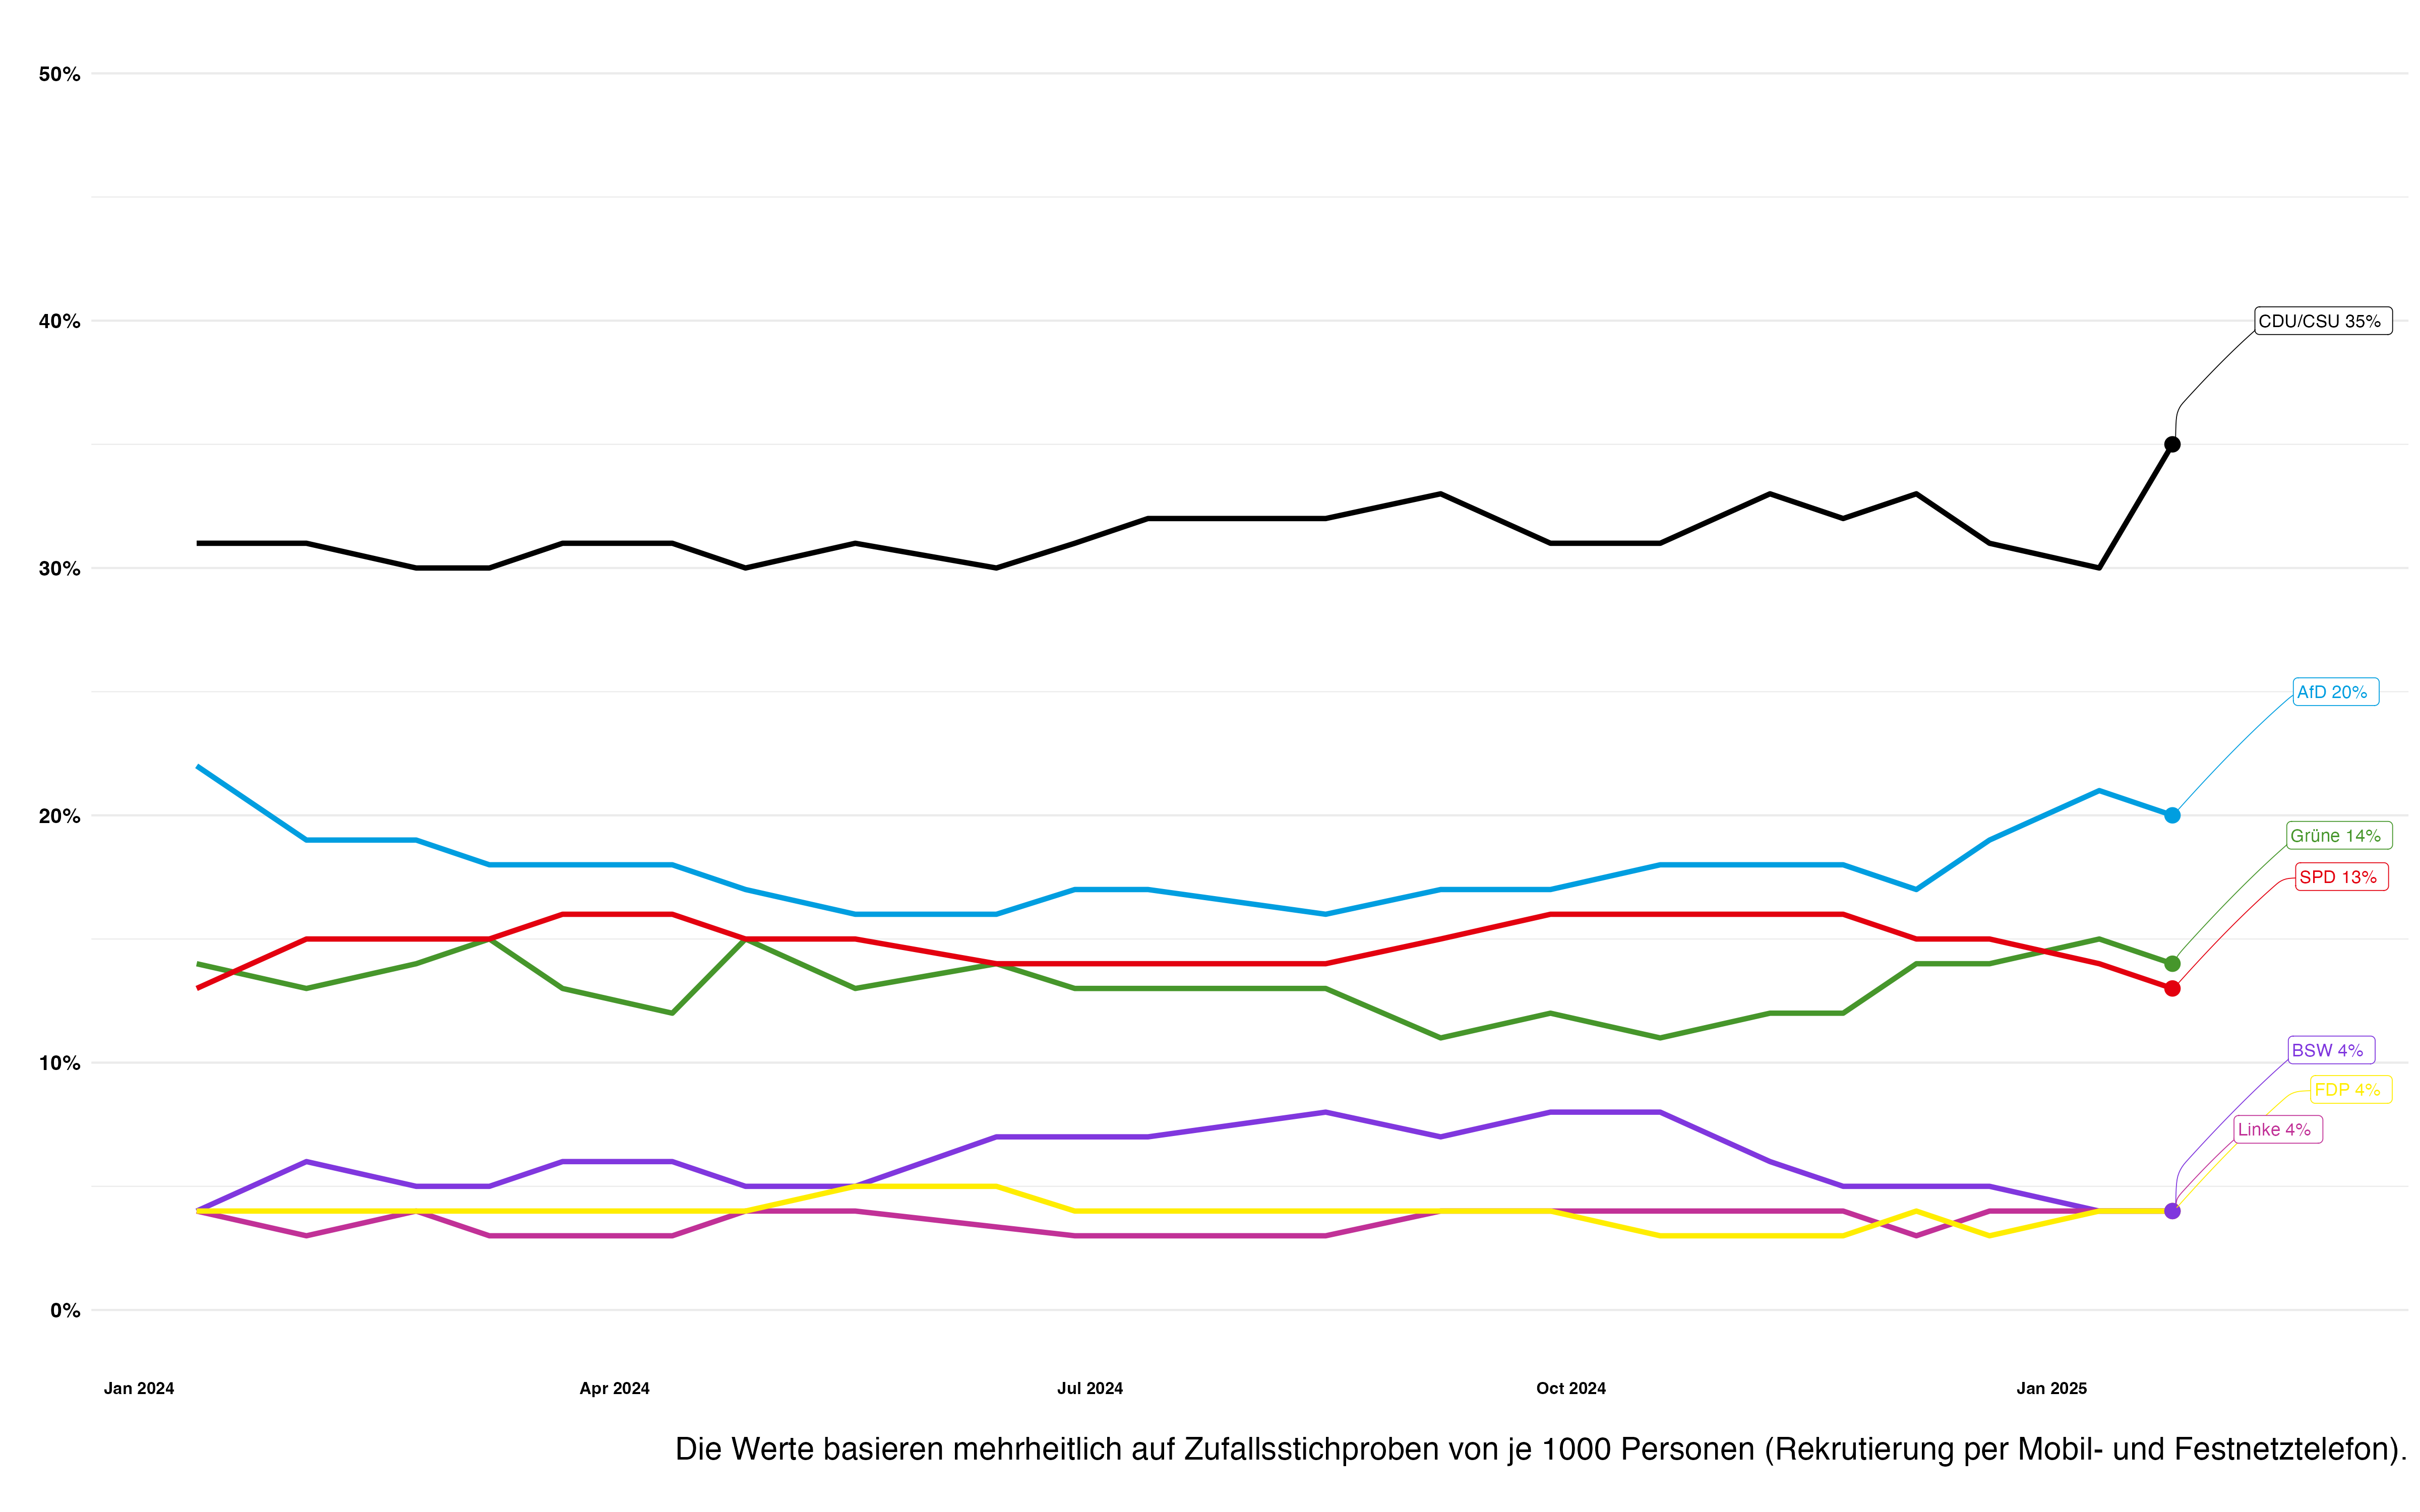 50%
40%
CDU/CSU 35%
30%
AfD 20%
20%
Grüne 14%
SPD 13%
BSW 4%
10%
FDP 4%
Linke 4%
0%
Jan 2024 Apr 2024 Jul 2024 Oct 2024 Jan 2025
Die Werte basieren mehrheitlich auf Zufallsstichproben von je 1000 Personen (Rekrutierung per Mobil- und Festnetztelefon).